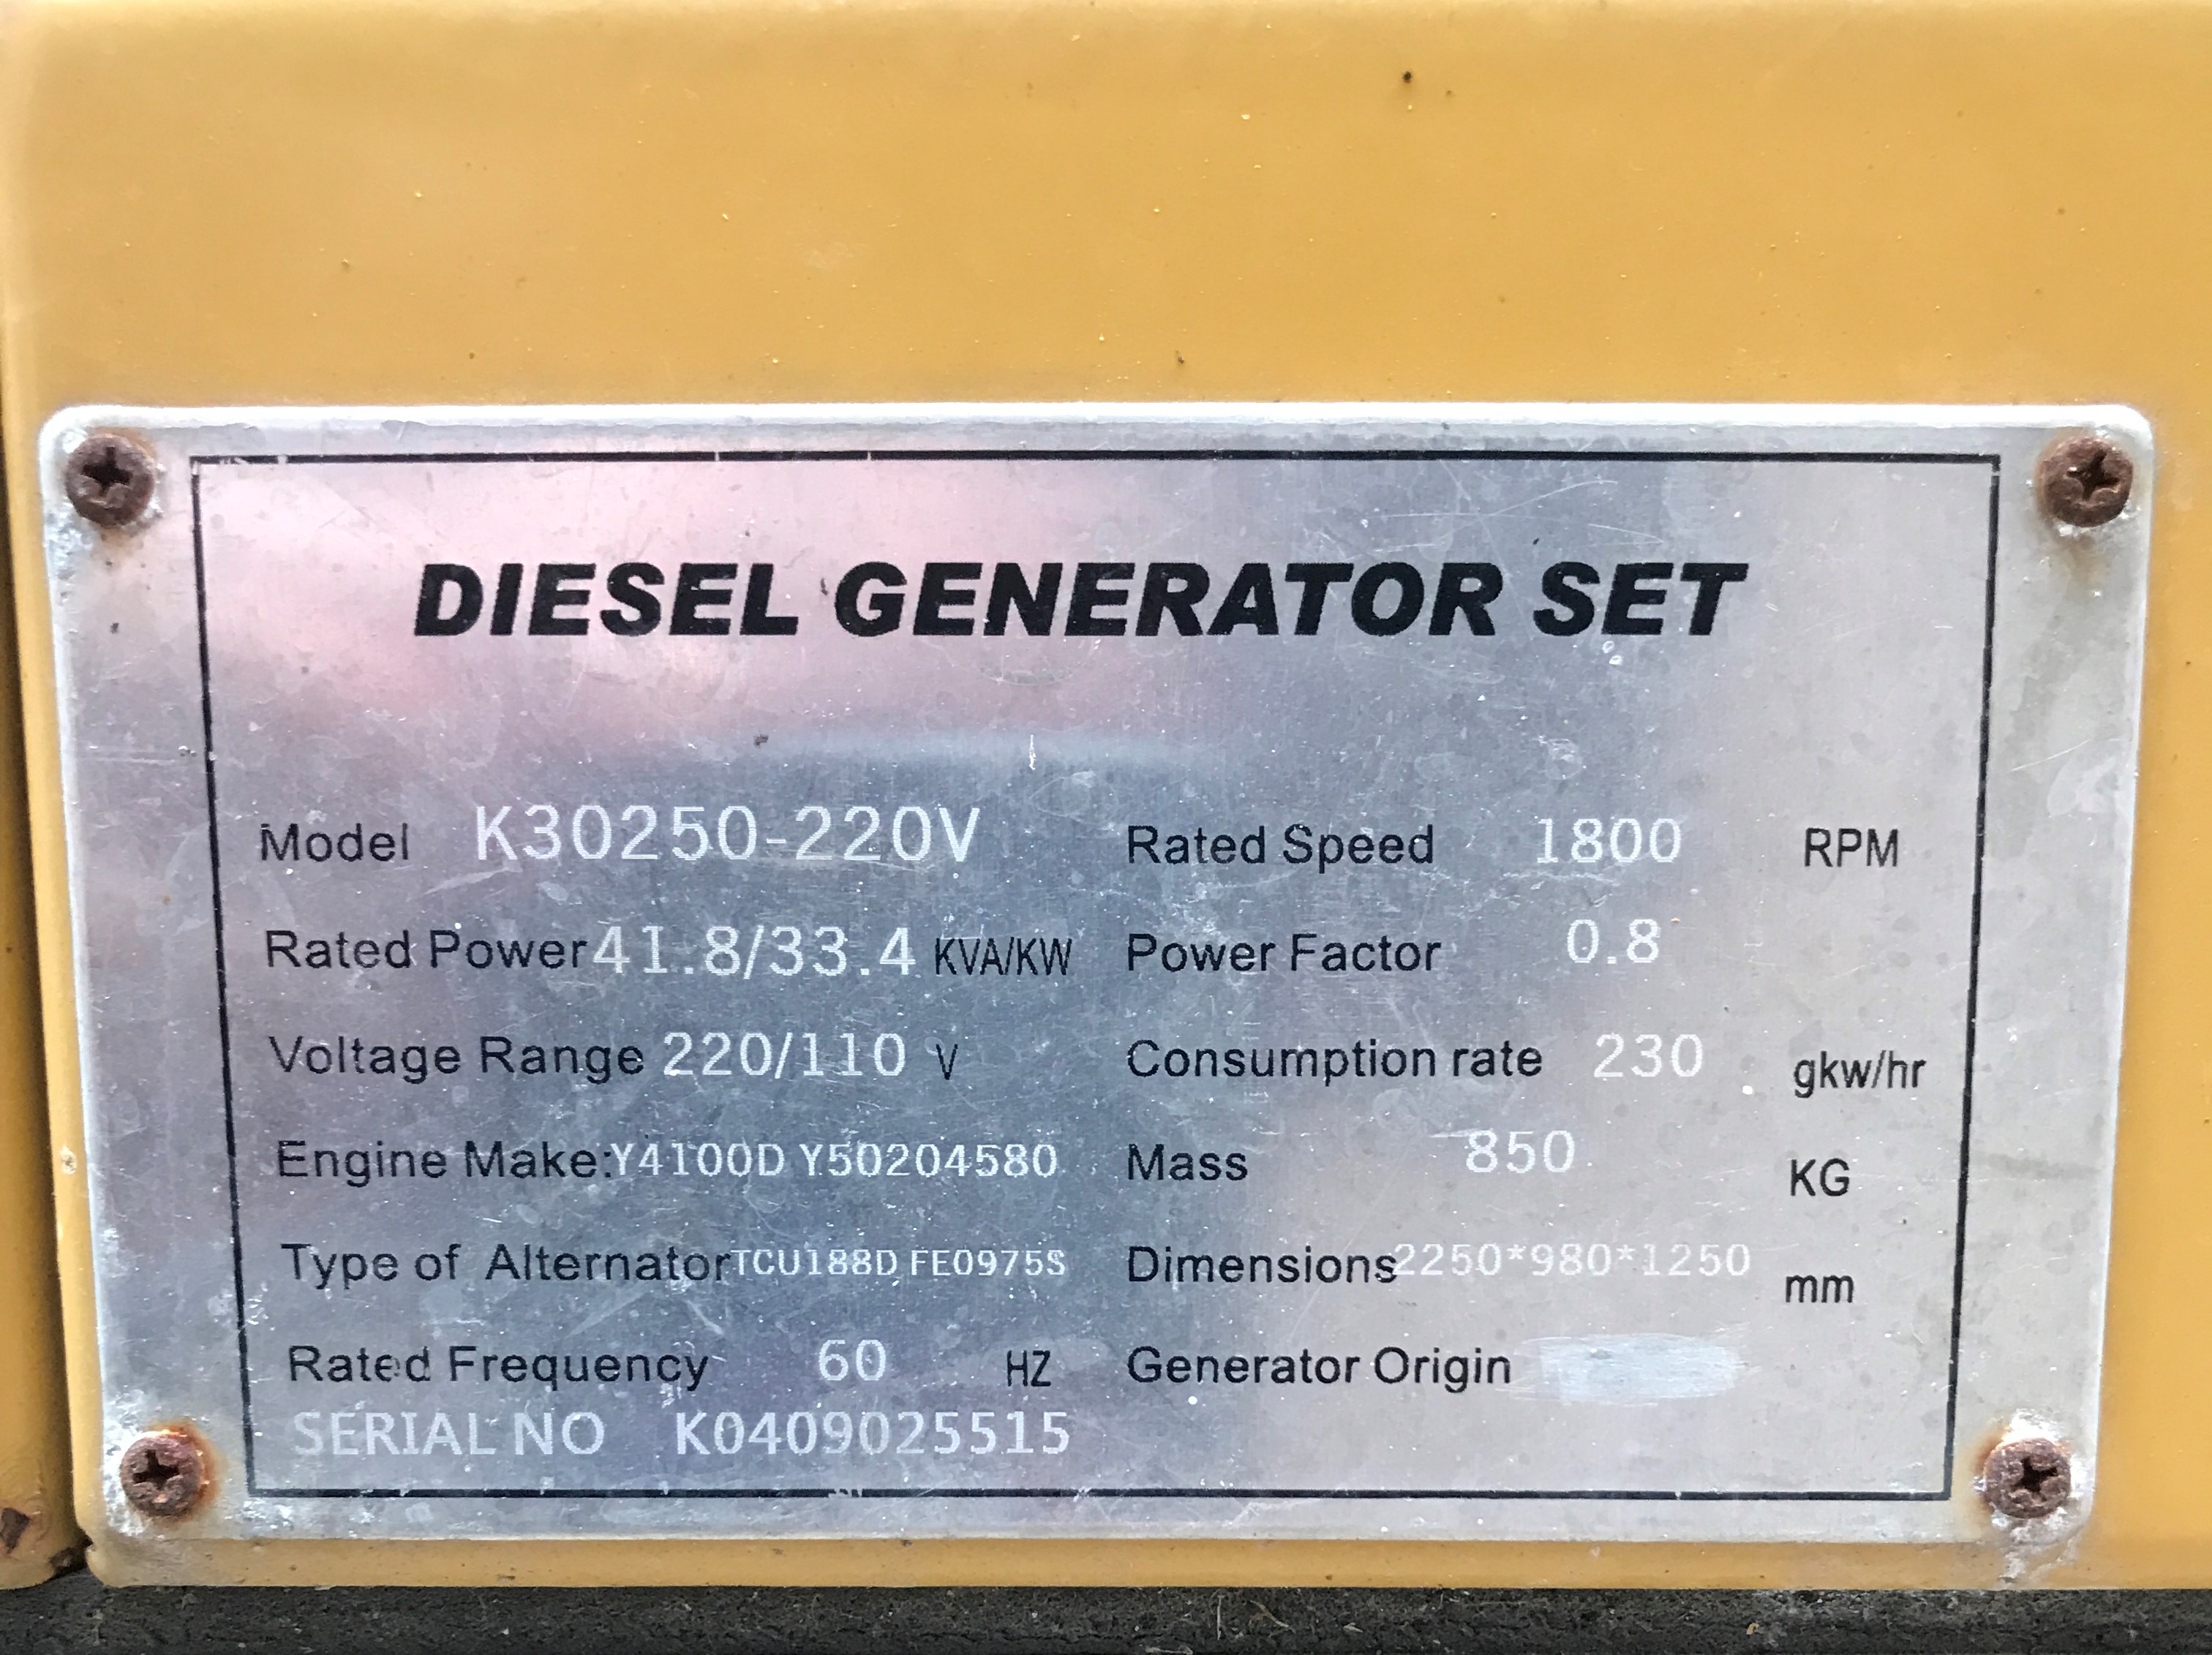 DIESEL GENERATOR SET
Model K30250-220V
Rated Power 41.8/33.4 KVA/KW
Voltage Range 220/110 V
Engine Make: Y4100D Y50204580
Type of Alternator TCU188D FE0975S
Rated Frequency 60 HZ
SERIAL NO K0409025515
Rated Speed 1800 RPM
Power Factor 0.8
Consumption rate 230 gkw/hr
Mass 850 KG
Dimensions 2250*980*1250 mm
Generator Origin